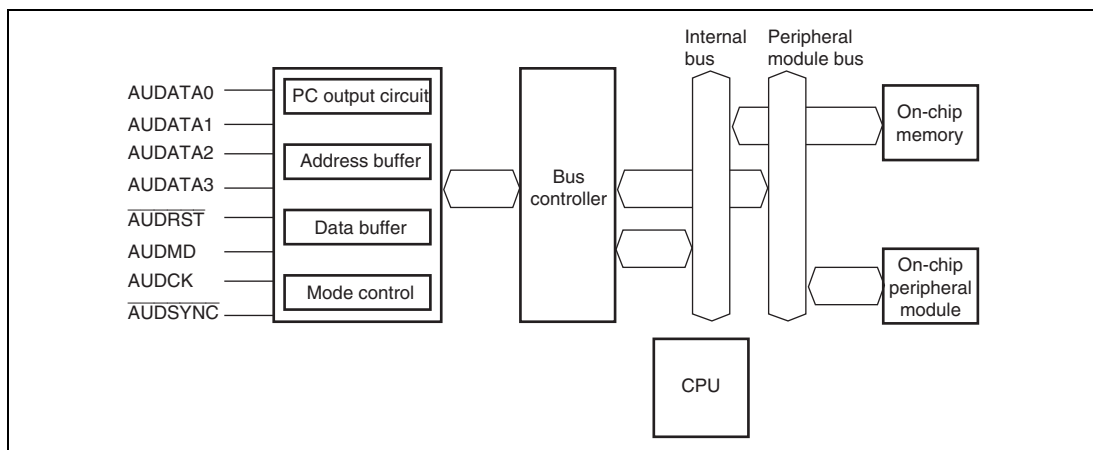 Internal
bus
Peripheral
module bus
AUDATA0
AUDATA1
AUDATA2
AUDATA3
AUDRST
AUDMD
AUDCK
AUDSYNC
PC output circuit
Address buffer
Data buffer
Mode control
Bus
controller
On-chip
memory
On-chip
peripheral
module
CPU